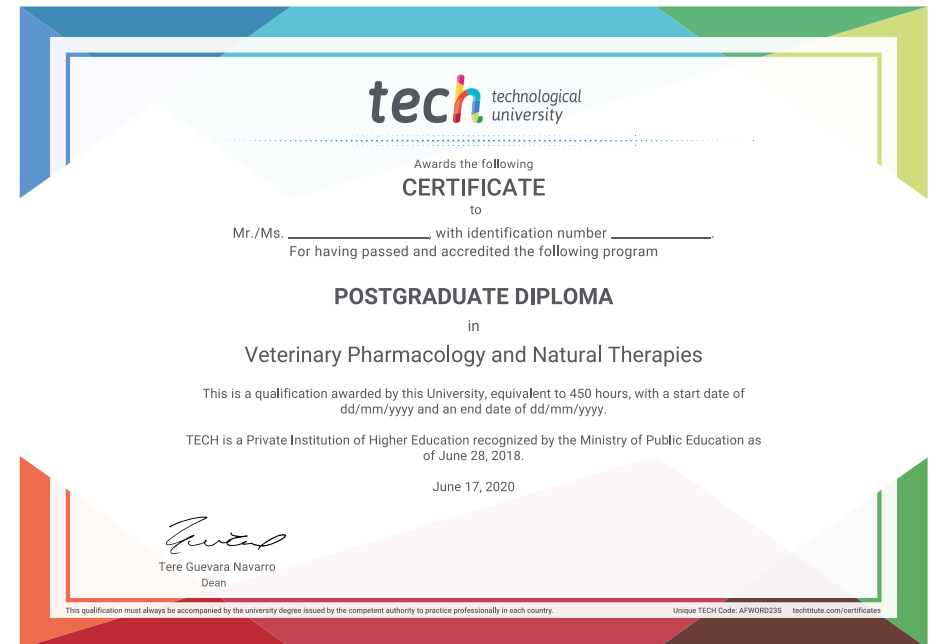 tech technological
university
Awards the following
CERTIFICATE
to
Mr./Ms. ____________________, with identification number ______________.
For having passed and accredited the following program
POSTGRADUATE DIPLOMA
in
Veterinary Pharmacology and Natural Therapies
This is a qualification awarded by this University, equivalent to 450 hours, with a start date of
dd/mm/yyyy and an end date of dd/mm/yyyy.
TECH is a Private Institution of Higher Education recognized by the Ministry of Public Education as
of June 28, 2018.
June 17, 2020
Tere Guevara Navarro
Dean
This qualification must always be accompanied by the university degree issued by the competent authority to practice professionally in each country.
Unique TECH Code: AFWORD23S techtitute.com/certificates